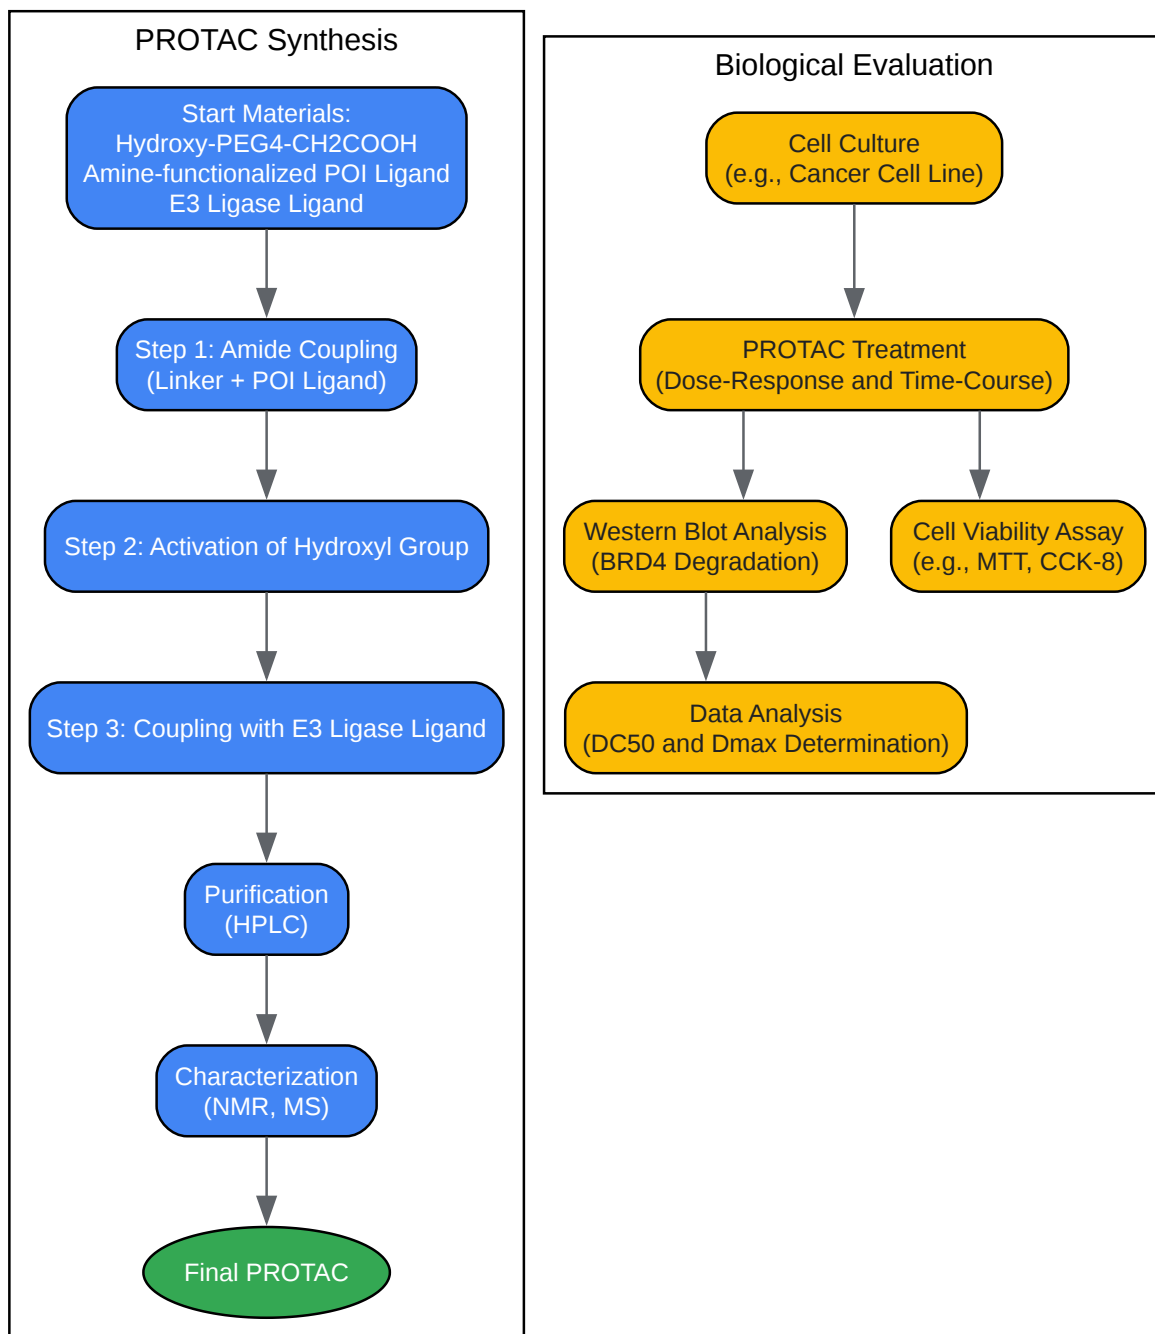 PROTAC Synthesis
Start Materials:
Hydroxy-PEG4-CH2COOH
Amine-functionalized POI Ligand
E3 Ligase Ligand
Step 1: Amide Coupling
(Linker + POI Ligand)
Step 2: Activation of Hydroxyl Group
Step 3: Coupling with E3 Ligase Ligand
Purification
(HPLC)
Characterization
(NMR, MS)
Final PROTAC
Biological Evaluation
Cell Culture
(e.g., Cancer Cell Line)
PROTAC Treatment
(Dose-Response and Time-Course)
Western Blot Analysis
(BRD4 Degradation)
Cell Viability Assay
(e.g., MTT, CCK-8)
Data Analysis
(DC50 and Dmax Determination)